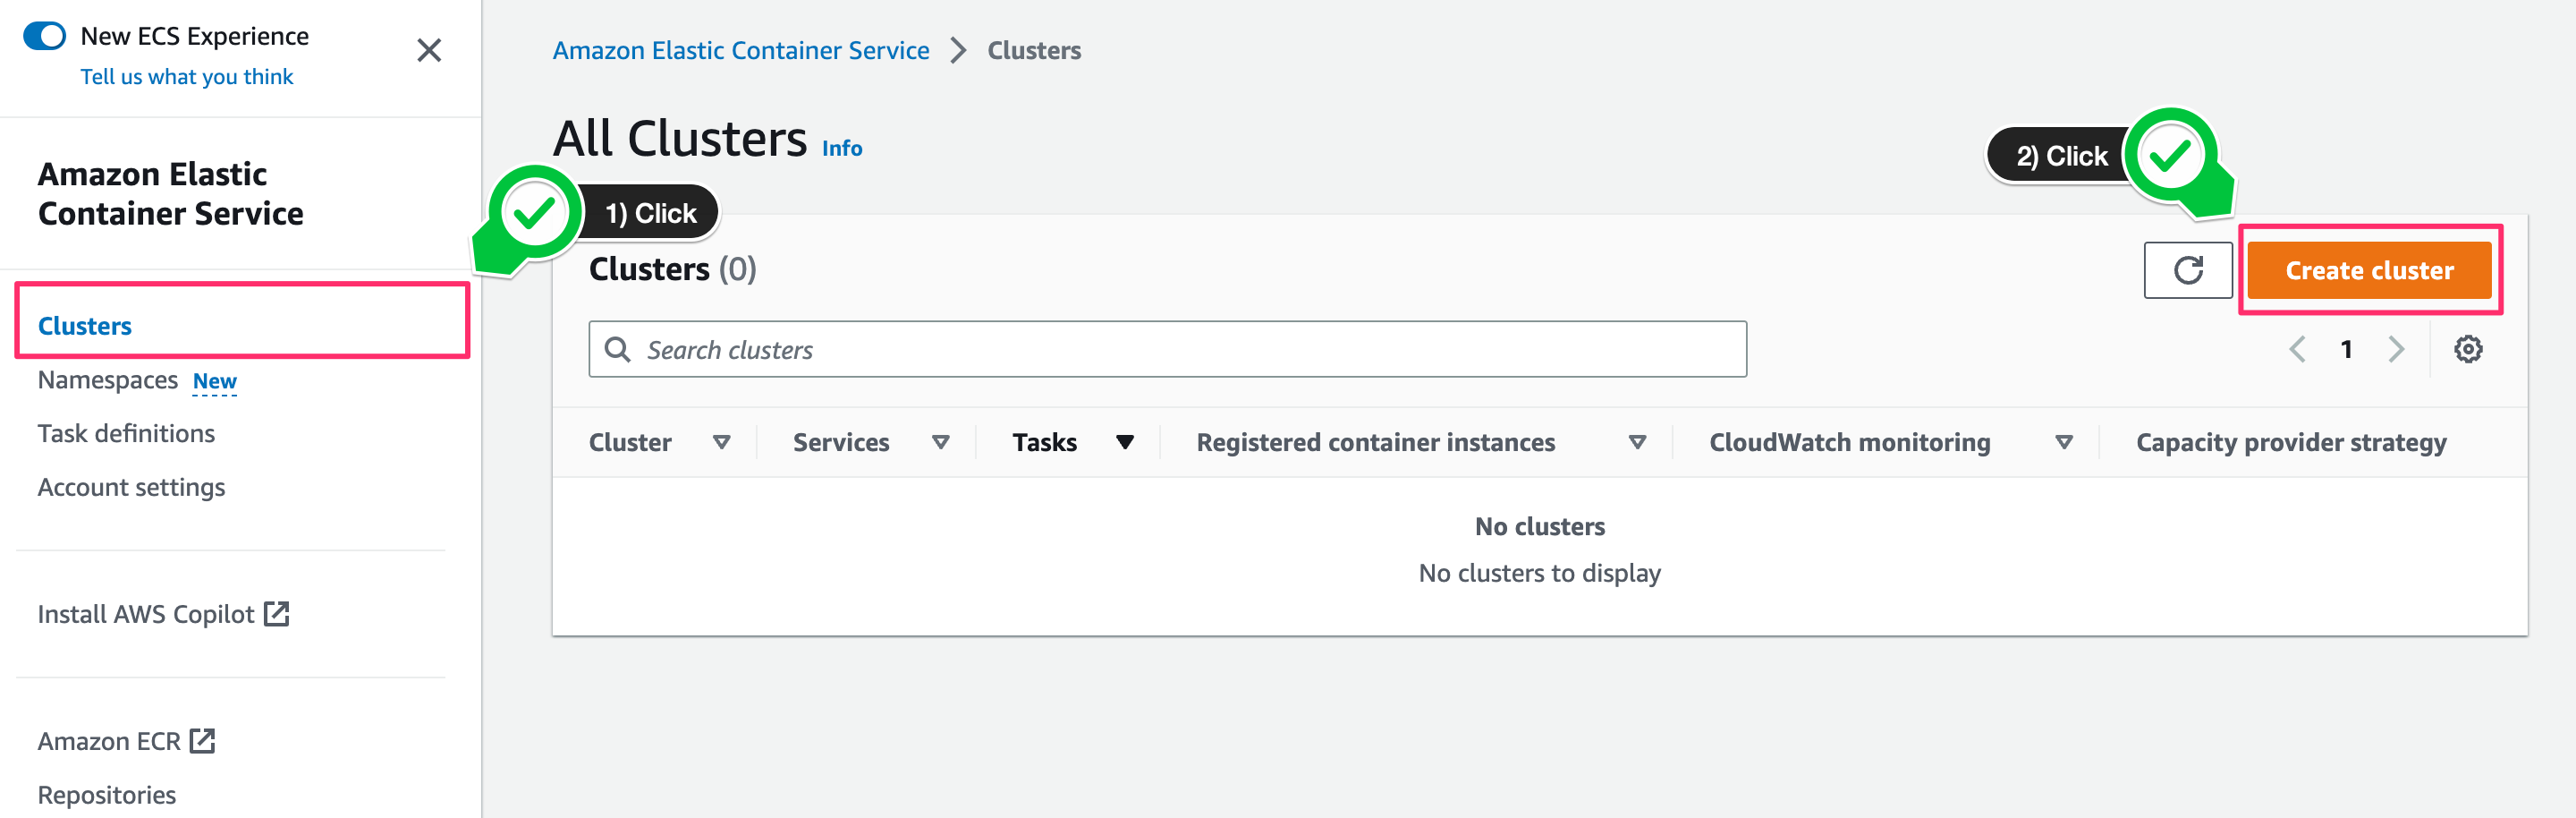 New ECS Experience
Tell us what you think
Amazon Elastic
Container Service
Clusters
Namespaces New
Task definitions
Account settings
Install AWS Copilot
Amazon ECR
Repositories
Amazon Elastic Container Service > Clusters
All Clusters Info
1) Click
2) Click
Clusters (0)
Create cluster
Search clusters
1
Cluster Services Tasks Registered container instances CloudWatch monitoring Capacity provider strategy
No clusters
No clusters to display